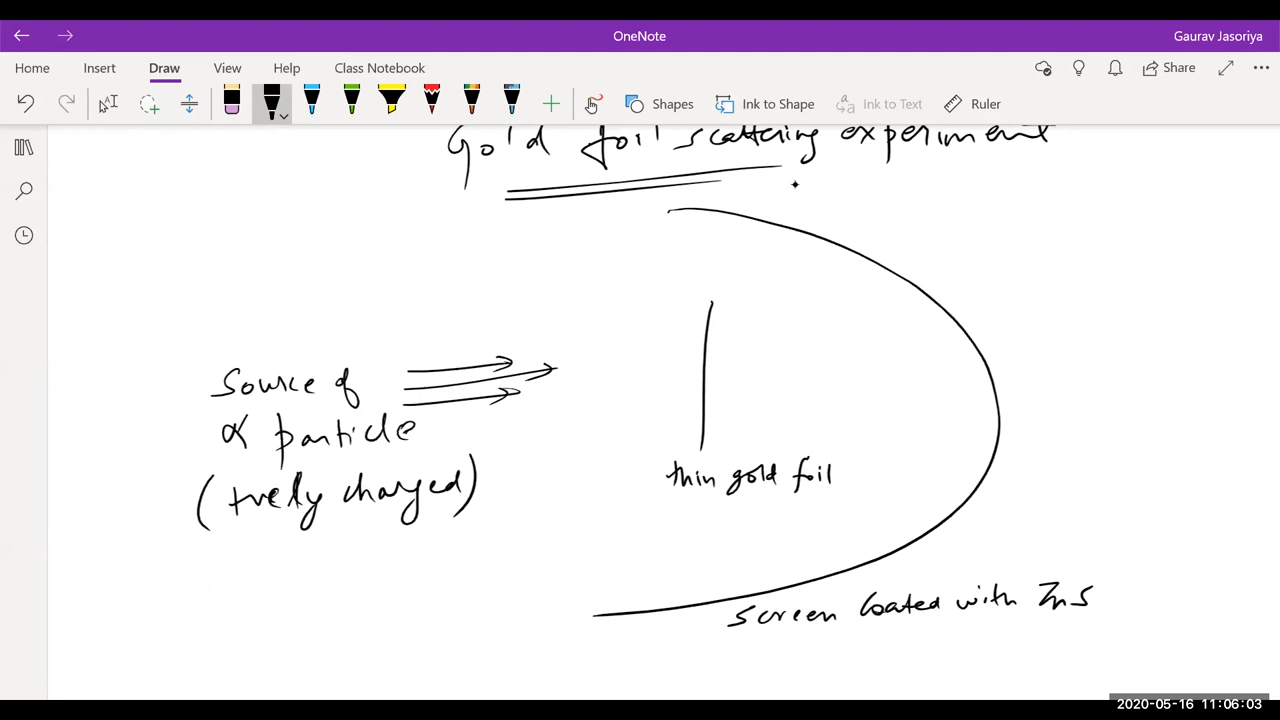 OneNote
Gaurav Jasoriya
Home Insert Draw View Help Class Notebook
Share
Shapes Ink to Shape Ink to Text Ruler
Gold foil scattering experiment
Source of
α particle
(+vely charged)
thin gold foil
screen coated with ZnS
2020-05-16 11:06:03